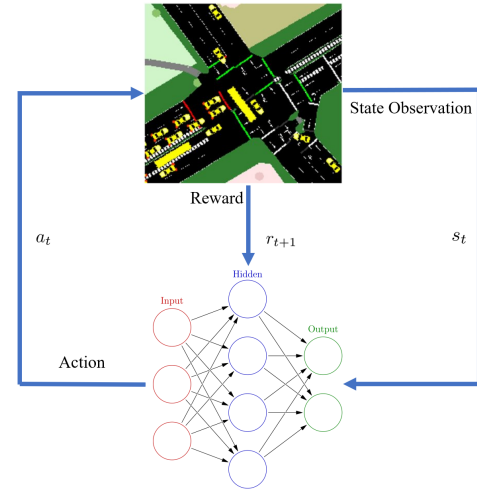 State Observation
Reward
a_t
r_{t+1}
s_t
Hidden
Input
Output
Action